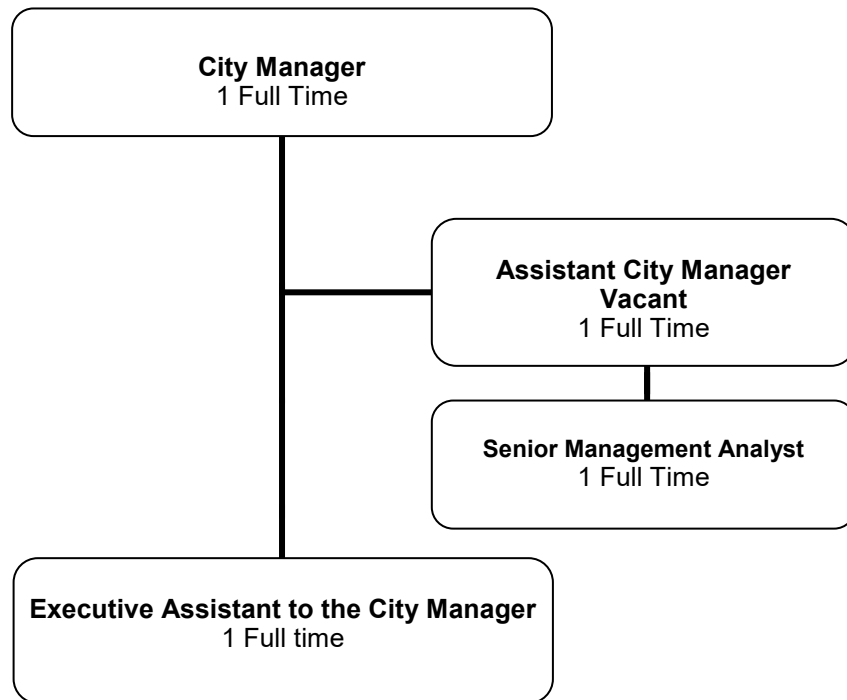 City Manager
1 Full Time
Assistant City Manager
Vacant
1 Full Time
Senior Management Analyst
1 Full Time
Executive Assistant to the City Manager
1 Full time